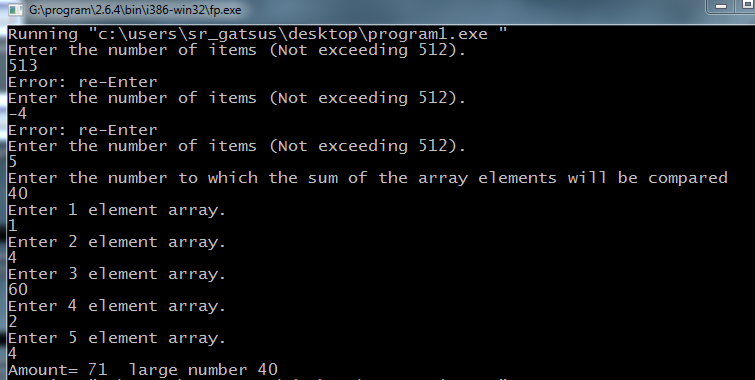 G:\program\2.6.4\bin\i386-win32\fp.exe
Running "c:\users\sr_gatsus\desktop\program1.exe "
Enter the number of items (Not exceeding 512).
513
Error: re-Enter
Enter the number of items (Not exceeding 512).
-4
Error: re-Enter
Enter the number of items (Not exceeding 512).
5
Enter the number to which the sum of the array elements will be compared
40
Enter 1 element array.
1
Enter 2 element array.
4
Enter 3 element array.
60
Enter 4 element array.
2
Enter 5 element array.
4
Amount= 71  large number 40